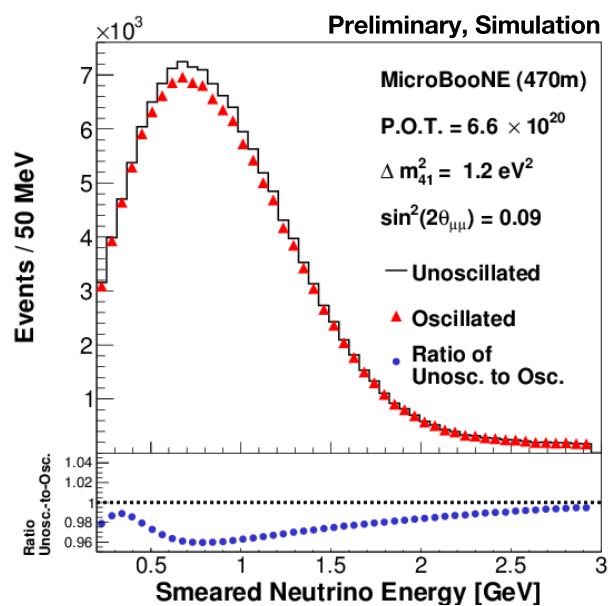 Preliminary, Simulation
×10³
7
6
5
4
3
2
1
Events / 50 MeV
MicroBooNE (470m)
P.O.T. = 6.6 × 10²⁰
Δ m²₄₁ = 1.2 eV²
sin²(2θμμ) = 0.09
Unoscillated
Oscillated
Ratio of
Unosc. to Osc.
Ratio
Unosc.-to-Osc.
1.04
1.02
1
0.98
0.96
0.5 1 1.5 2 2.5 3
Smeared Neutrino Energy [GeV]